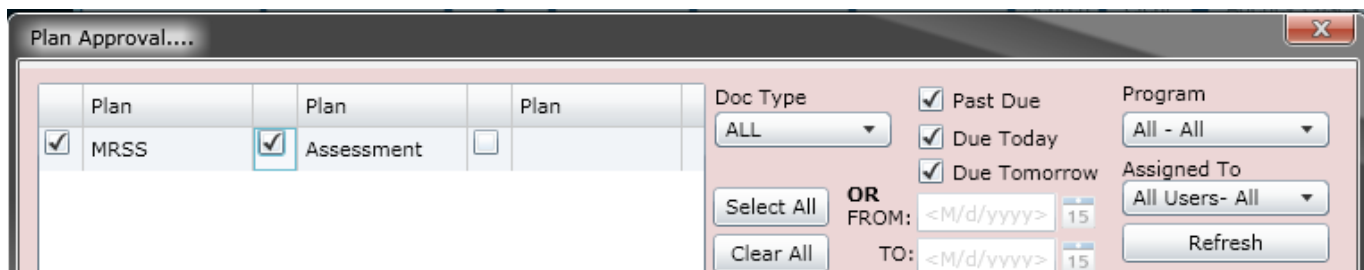 Plan Approval....
Plan Plan Plan
MRSS Assessment
Doc Type
ALL
Select All
Clear All
Past Due
Due Today
Due Tomorrow
OR
FROM: <M/d/yyyy> 15
TO: <M/d/yyyy> 15
Program
All - All
Assigned To
All Users- All
Refresh